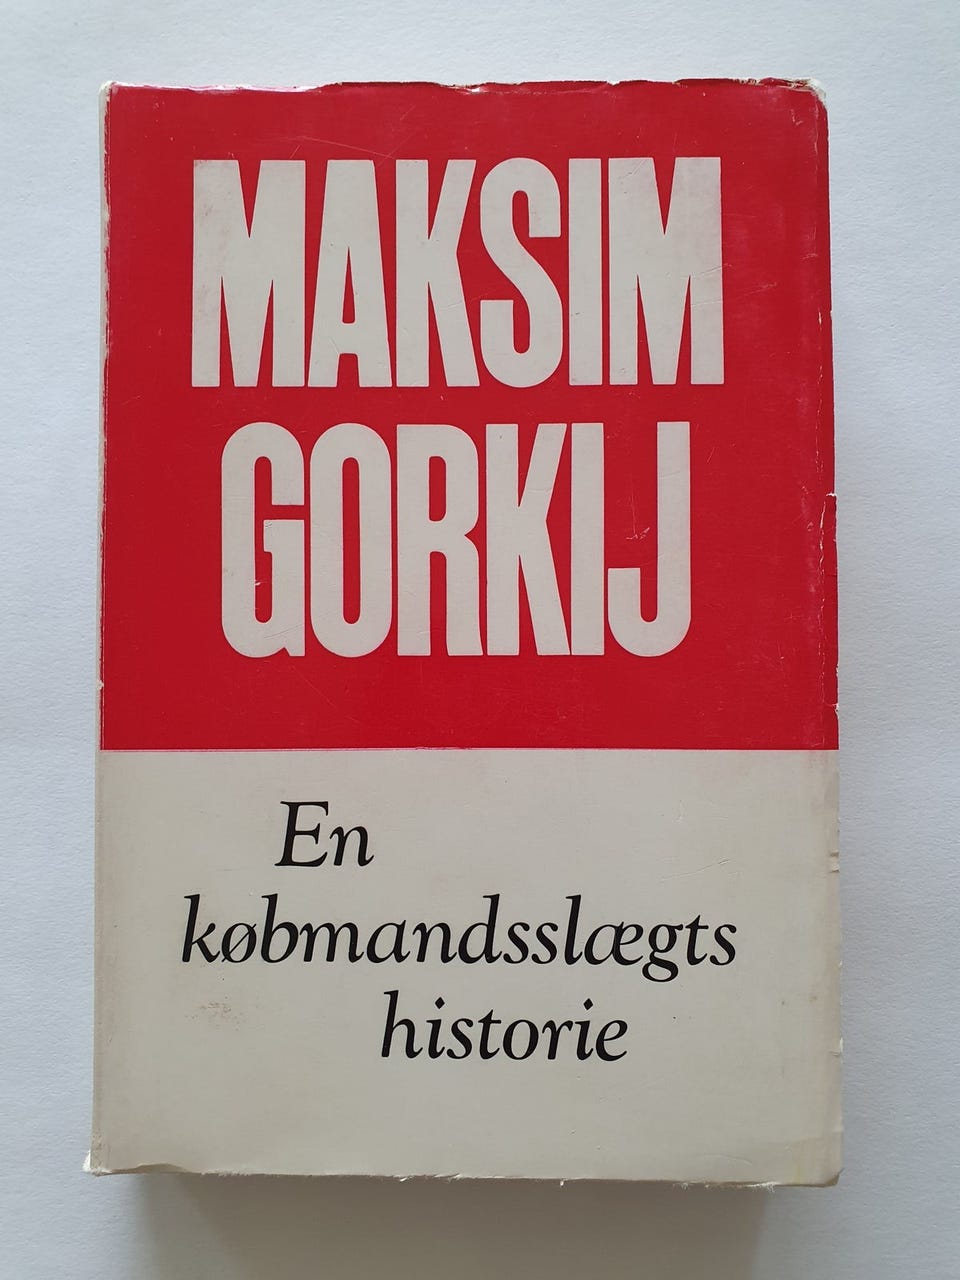 MAKSIM
GORKIJ
En
købmandsslægts
historie